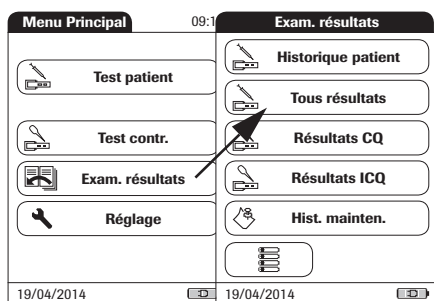 Menu Principal
09:1
Test patient
Test contr.
Exam. résultats
Réglage
19/04/2014
Exam. résultats
Historique patient
Tous résultats
Résultats CQ
Résultats ICQ
Hist. mainten.
19/04/2014